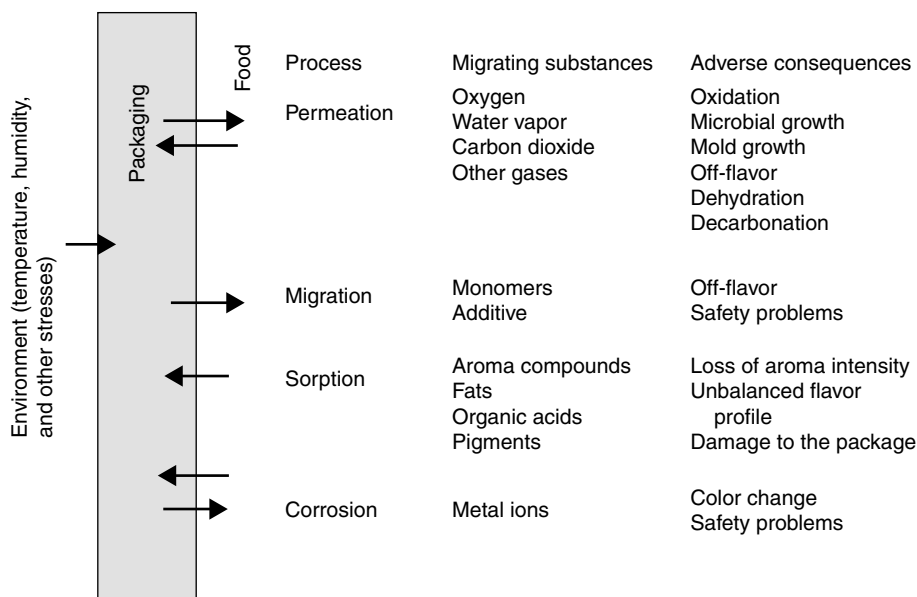 Environment (temperature, humidity,
and other stresses)
Packaging
Food
Process
Migrating substances
Adverse consequences
Permeation
Oxygen
Water vapor
Carbon dioxide
Other gases
Oxidation
Microbial growth
Mold growth
Off-flavor
Dehydration
Decarbonation
Migration
Monomers
Additive
Off-flavor
Safety problems
Sorption
Aroma compounds
Fats
Organic acids
Pigments
Loss of aroma intensity
Unbalanced flavor
profile
Damage to the package
Corrosion
Metal ions
Color change
Safety problems